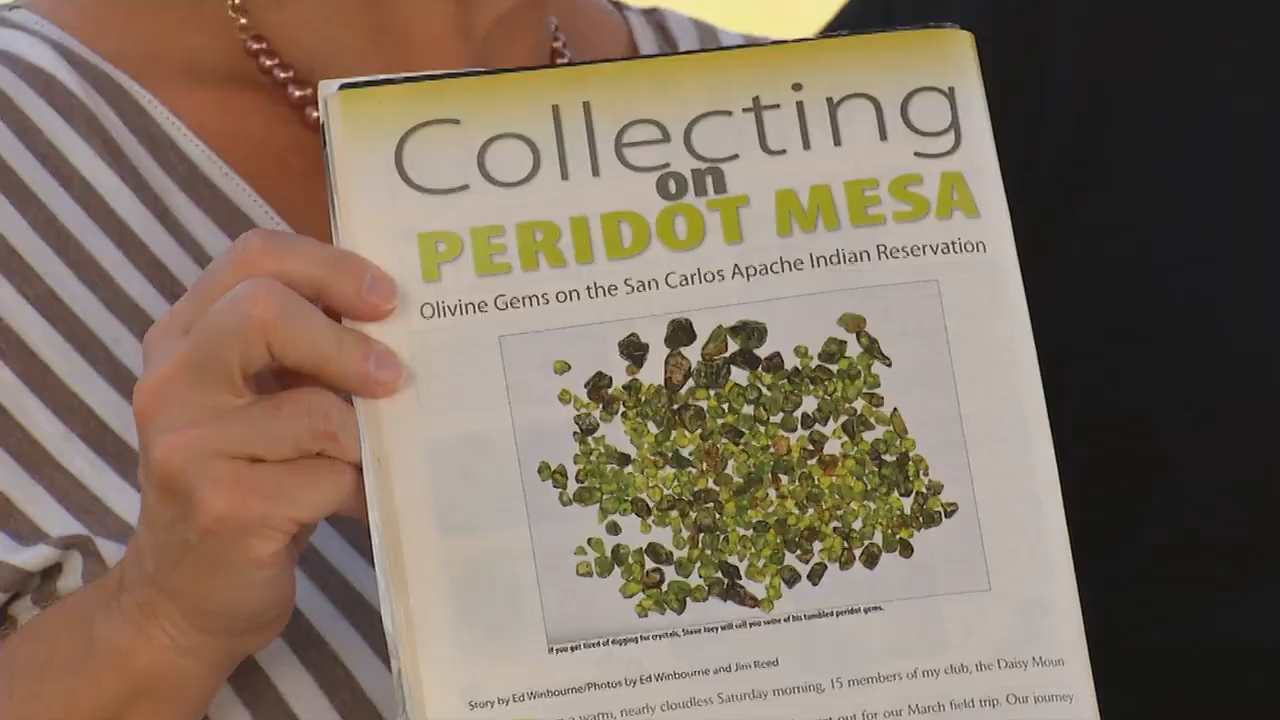 Collecting
on
PERIDOT MESA
Olivine Gems on the San Carlos Apache Indian Reservation
If you get tired of digging for crystals, Steve Joey will sell you some of his tumbled peridot gems.
Story by Ed Winbourne/Photos by Ed Winbourne and Jim Reed
a warm, nearly cloudless Saturday morning, 15 members of my club, the Daisy Moun
out for our March field trip. Our journey